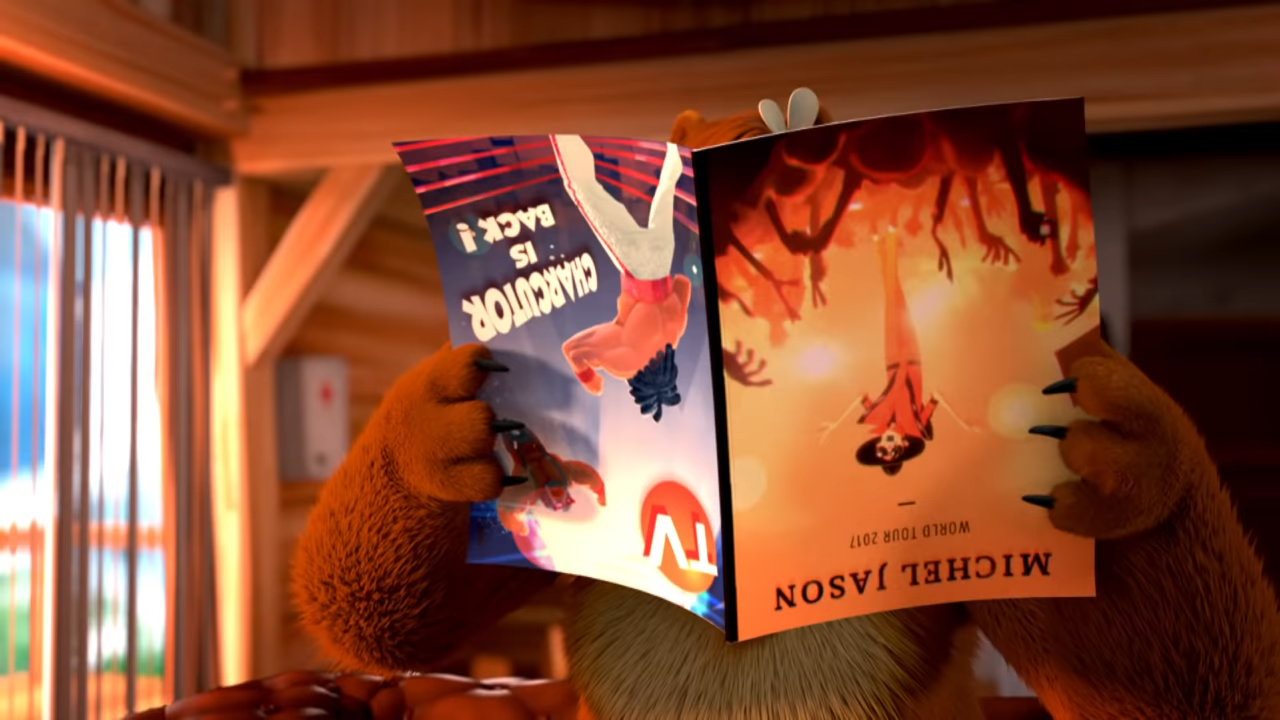 TV
CHARCUTOR
IS
BACK !
MICHEL JASON
WORLD TOUR 2017